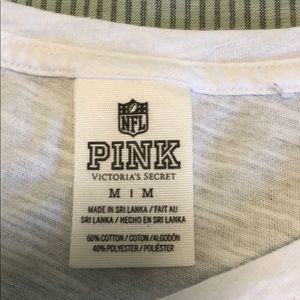 NFL
PINK
VICTORIA'S SECRET
M | M
MADE IN SRI LANKA / FAIT AU
SRI LANKA / HECHO EN SRI LANKA
60% COTTON / COTON / ALGODÓN
40% POLYESTER / POLIÉSTER